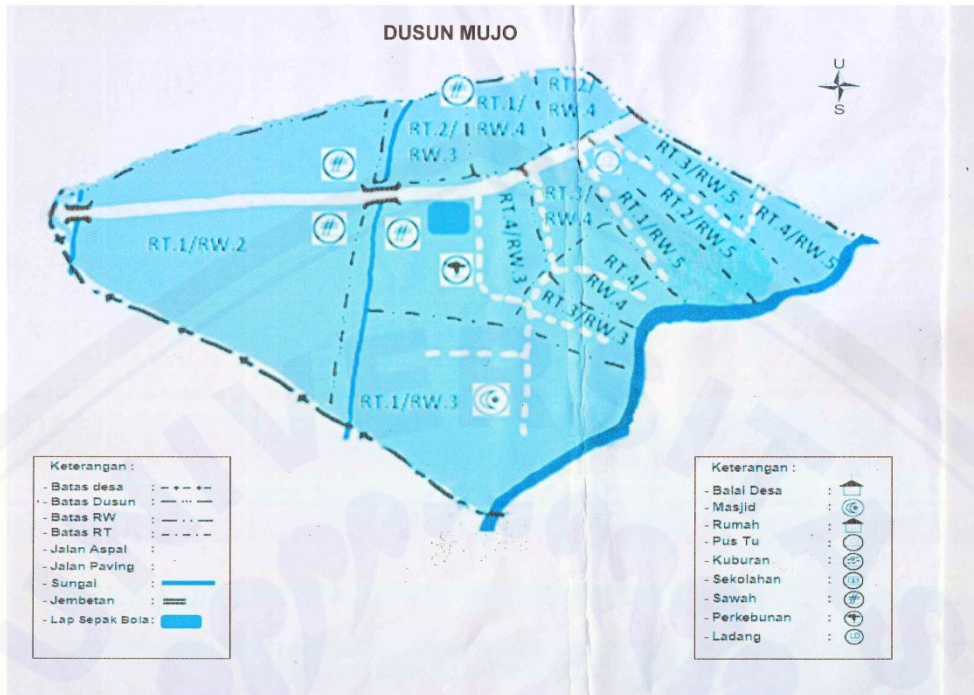 DUSUN MUJO
U
S
RT.2/
RW.4
RT.1/
RW.4
RT.2/
RW.3
RT.3/RW.5
RT.3/
RW.4
RT.2/RW.5
RT.1/RW.5
RT.4/RW.5
RT.4/RW.3
RT.1/RW.2
RT.4/
RW.4
RT.3/RW.3
RT.1/RW.3
Keterangan :
- Batas desa :
- Batas Dusun :
- Batas RW :
- Batas RT :
- Jalan Aspal :
- Jalan Paving :
- Sungai :
- Jembetan :
- Lap Sepak Bola:
Keterangan :
- Balai Desa :
- Masjid :
- Rumah :
- Pus Tu :
- Kuburan :
- Sekolahan :
- Sawah :
- Perkebunan :
- Ladang : LD
UNIVERSIT